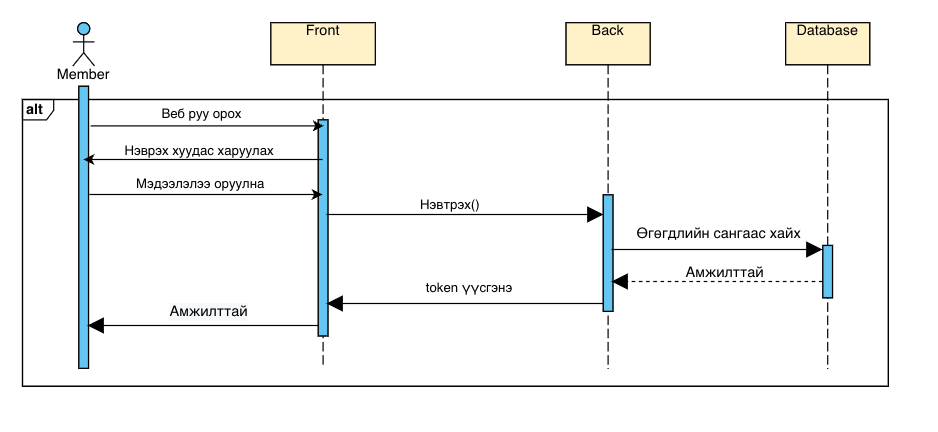 Front
Back
Database
Member
alt
Веб руу орох
Нэврэх хуудас харуулах
Мэдээлэлээ оруулна
Нэвтрэх()
Өгөгдлийн сангаас хайх
Амжилттай
token үүсгэнэ
Амжилттай